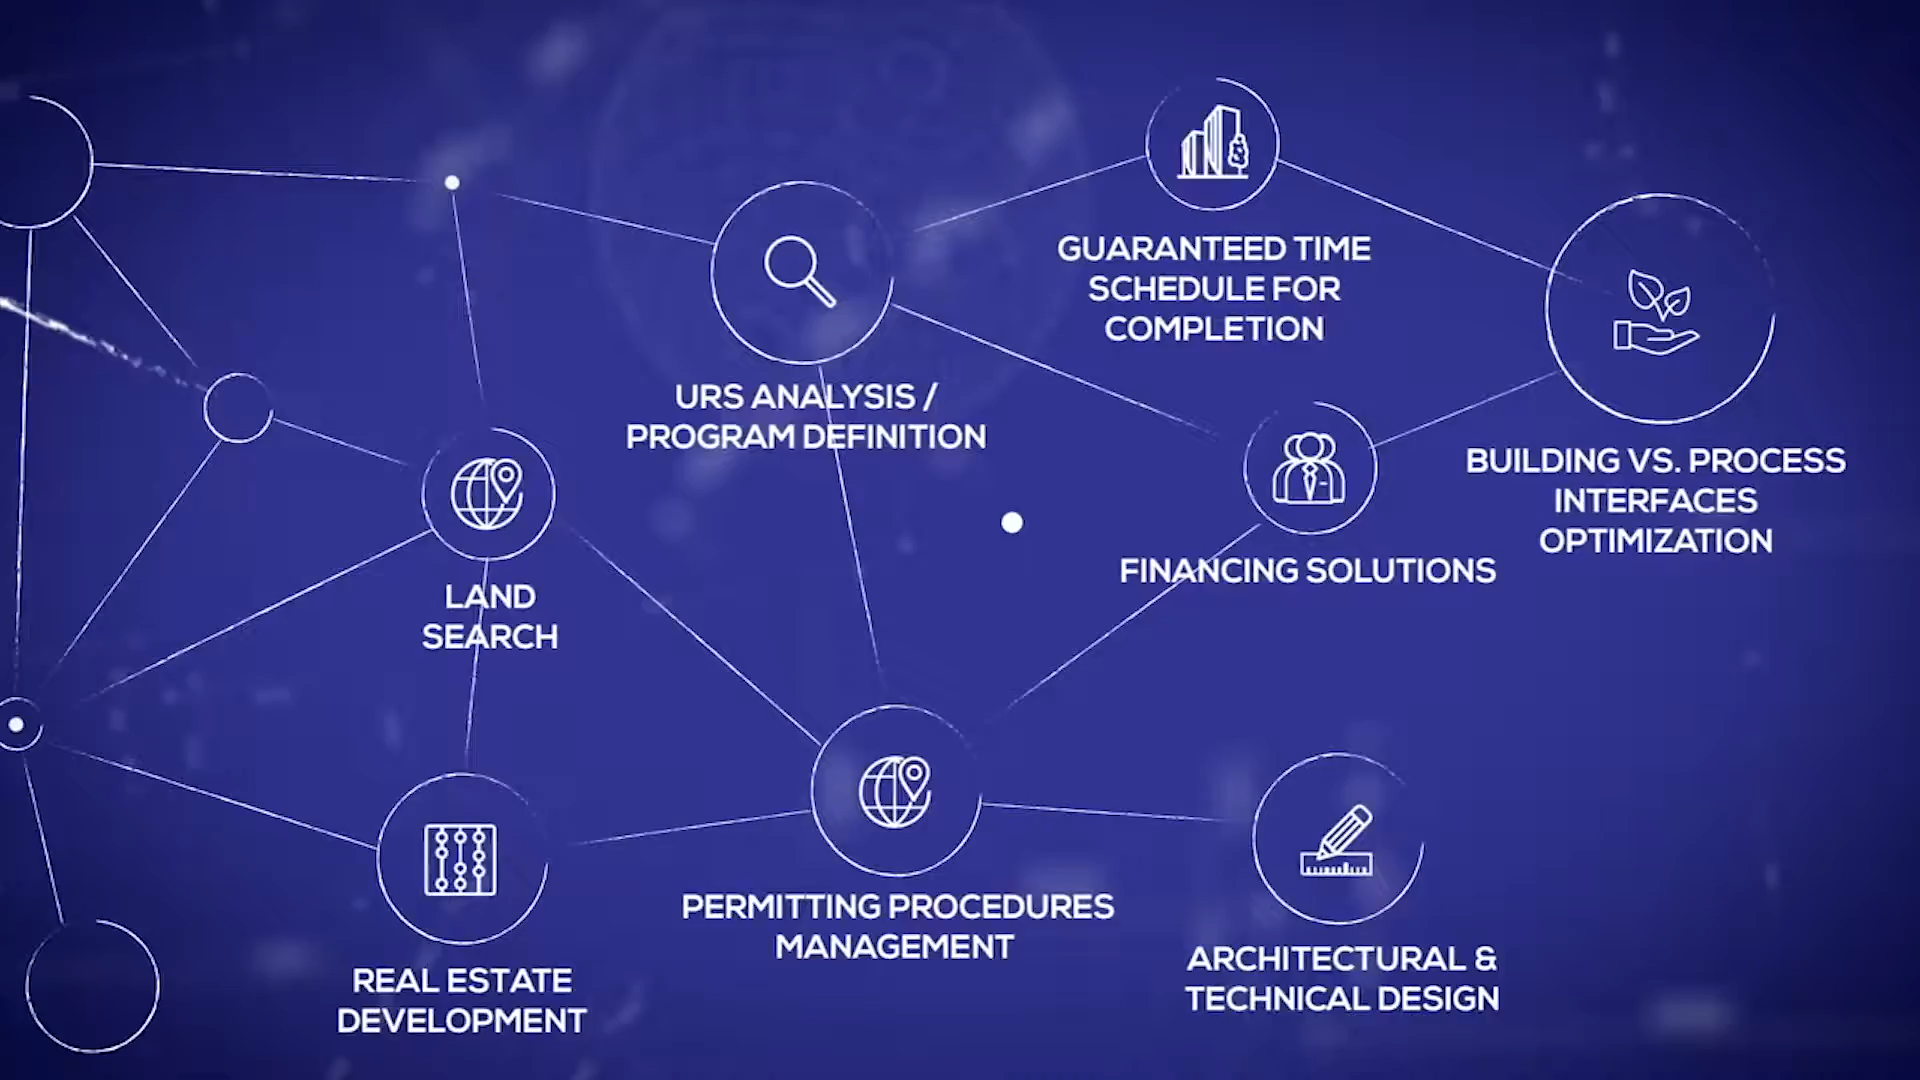 GUARANTEED TIME
SCHEDULE FOR
COMPLETION
URS ANALYSIS /
PROGRAM DEFINITION
BUILDING VS. PROCESS
INTERFACES
OPTIMIZATION
FINANCING SOLUTIONS
LAND
SEARCH
PERMITTING PROCEDURES
MANAGEMENT
ARCHITECTURAL &
TECHNICAL DESIGN
REAL ESTATE
DEVELOPMENT